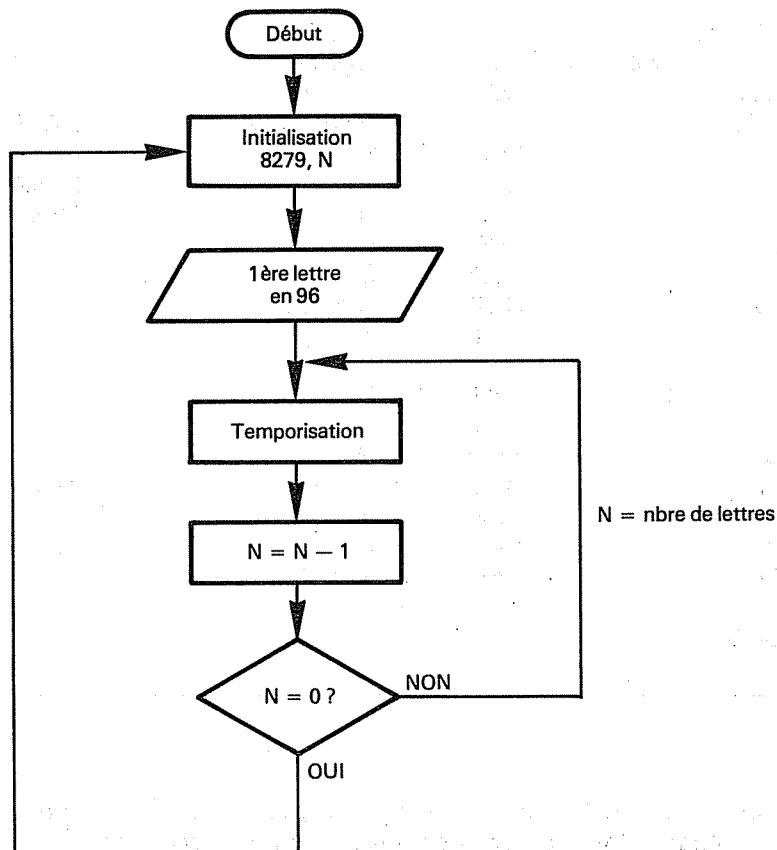 Début
Initialisation
8279, N
1ère lettre
en 96
Temporisation
N = nbre de lettres
N = N — 1
N = 0 ?
NON
OUI